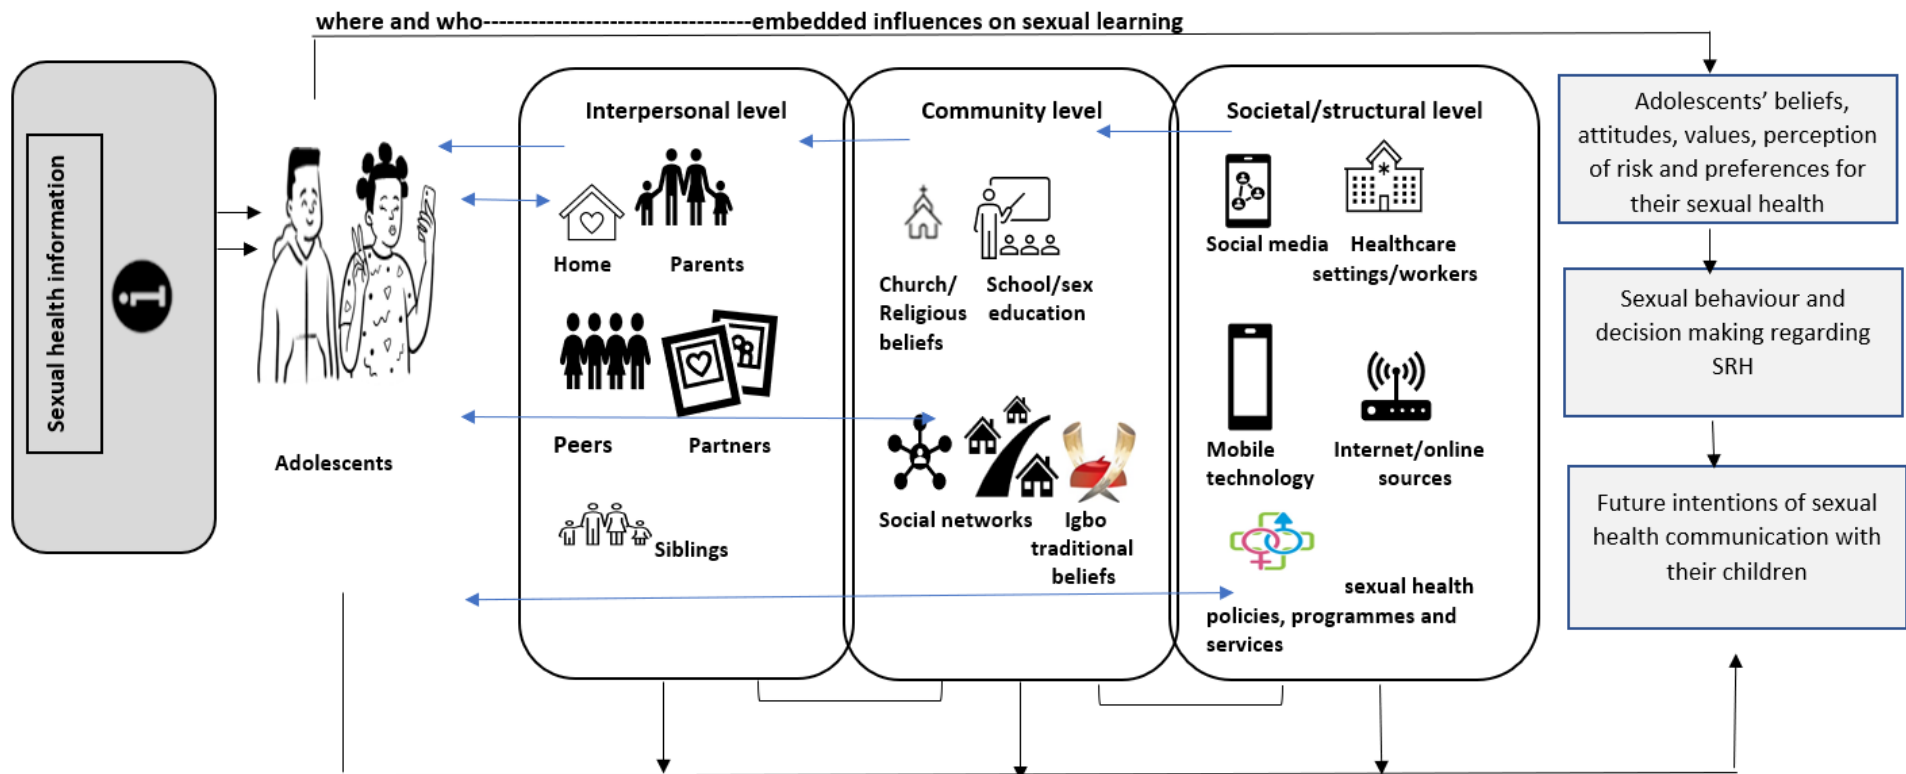 where and who----------------------------------embedded influences on sexual learning
Sexual health information
Adolescents
Interpersonal level
Home
Parents
Peers
Partners
Siblings
Community level
Church/
Religious
beliefs
School/sex
education
Social networks
Igbo
traditional
beliefs
Societal/structural level
Social media
Healthcare
settings/workers
Mobile
technology
Internet/online
sources
sexual health
policies, programmes and
services
Adolescents’ beliefs,
attitudes, values, perception
of risk and preferences for
their sexual health
Sexual behaviour and
decision making regarding
SRH
Future intentions of sexual
health communication with
their children